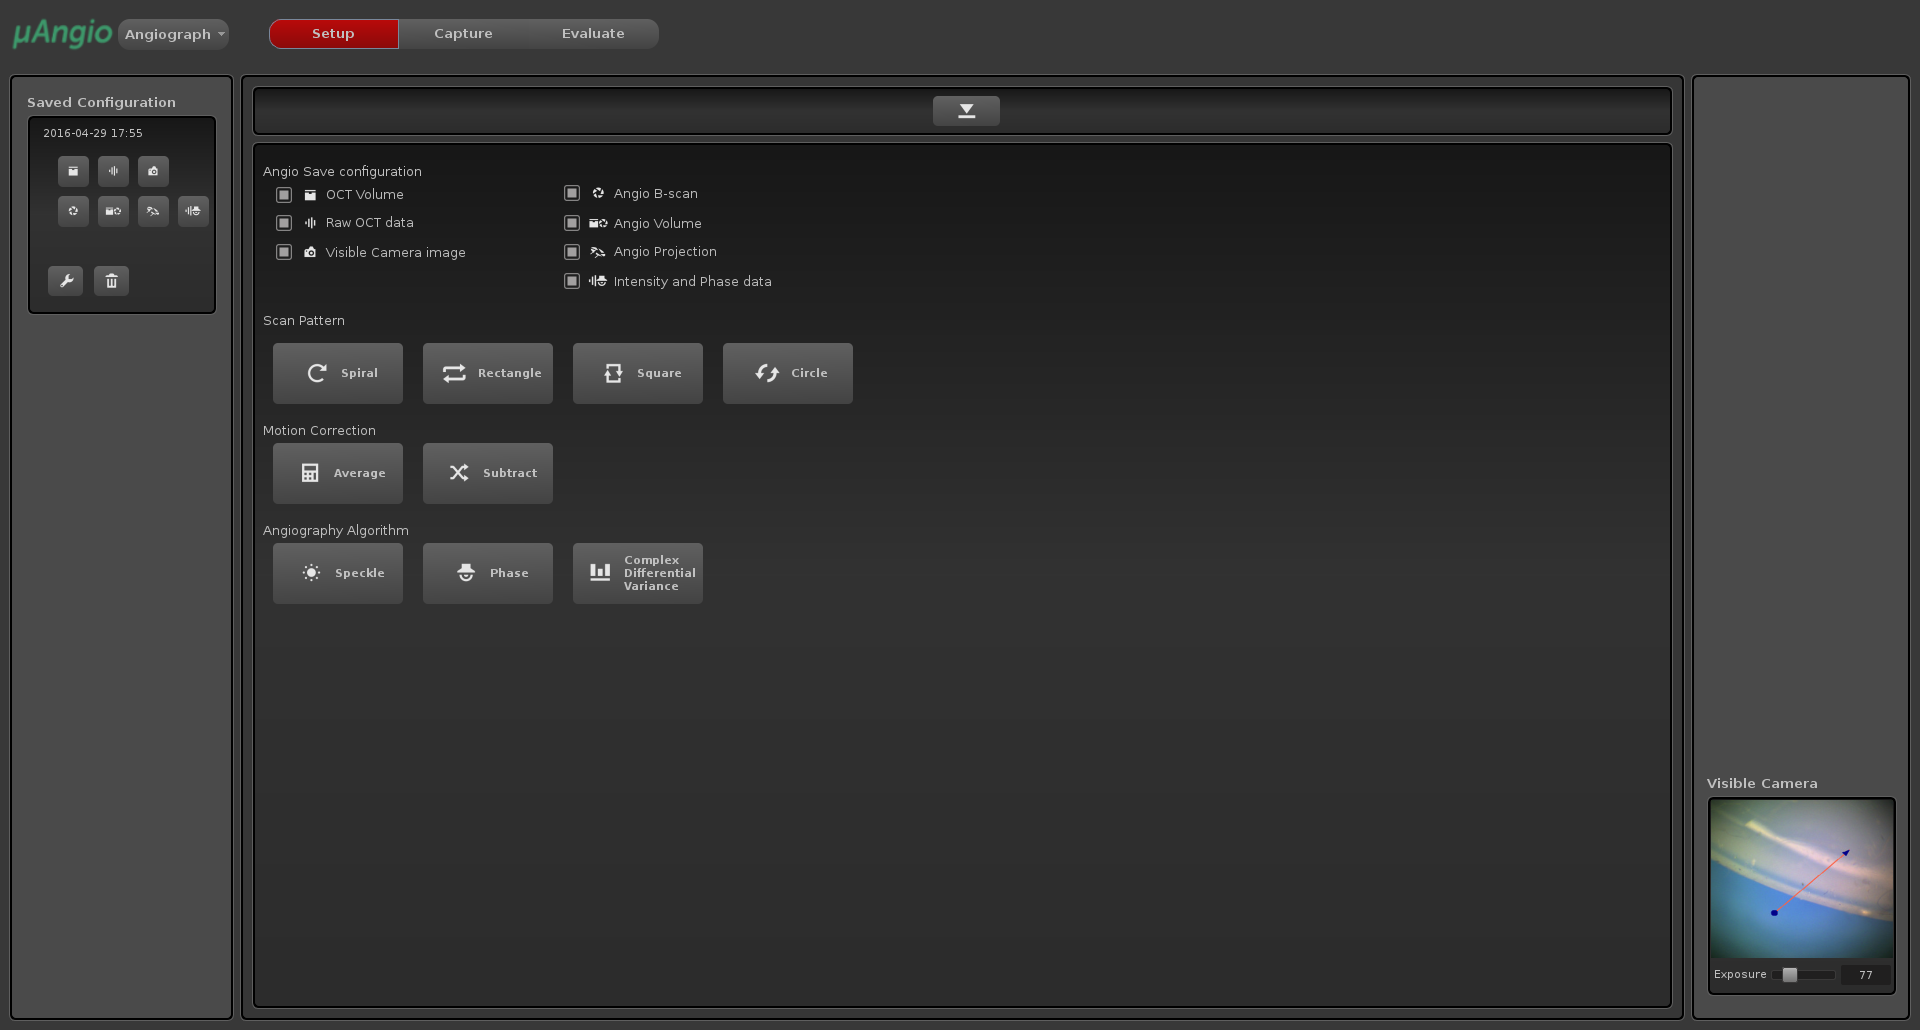 µAngio
Angiograph
Setup
Capture
Evaluate
Saved Configuration
2016-04-29 17:55
Angio Save configuration
OCT Volume
Raw OCT data
Visible Camera image
Angio B-scan
Angio Volume
Angio Projection
Intensity and Phase data
Scan Pattern
Spiral
Rectangle
Square
Circle
Motion Correction
Average
Subtract
Angiography Algorithm
Speckle
Phase
Complex
Differential
Variance
Visible Camera
Exposure
77